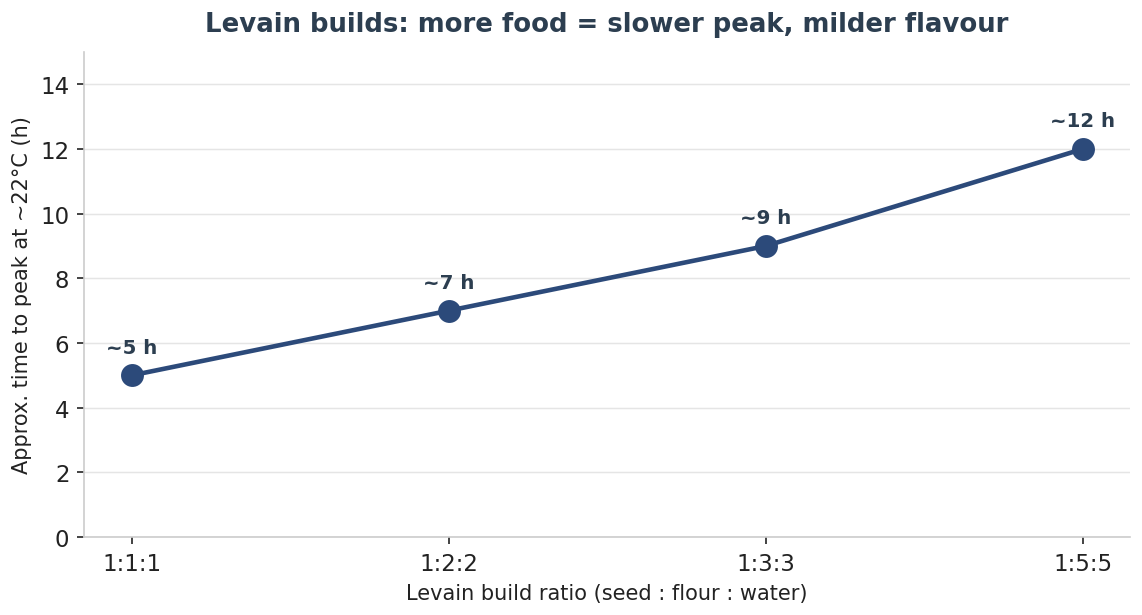 Levain builds: more food = slower peak, milder flavour
Approx. time to peak at ~22°C (h)
14
12
10
8
6
4
2
0
~5 h
~7 h
~9 h
~12 h
1:1:1
1:2:2
1:3:3
1:5:5
Levain build ratio (seed : flour : water)